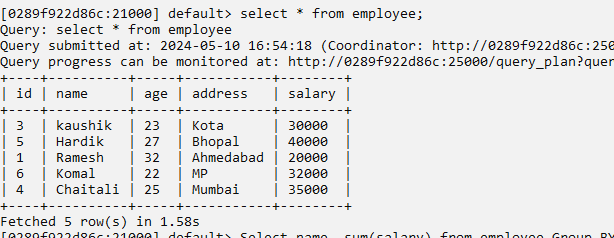 [0289f922d86c:21000] default> select * from employee;
Query: select * from employee
Query submitted at: 2024-05-10 16:54:18 (Coordinator: http://0289f922d86c:250
Query progress can be monitored at: http://0289f922d86c:25000/query_plan?quer
+----+----------+-----+-----------+--------+
| id | name     | age | address   | salary |
+----+----------+-----+-----------+--------+
| 3  | kaushik  | 23  | Kota      | 30000  |
| 5  | Hardik   | 27  | Bhopal    | 40000  |
| 1  | Ramesh   | 32  | Ahmedabad | 20000  |
| 6  | Komal    | 22  | MP        | 32000  |
| 4  | Chaitali | 25  | Mumbai    | 35000  |
+----+----------+-----+-----------+--------+
Fetched 5 row(s) in 1.58s
[0289f922d86c:21000] default> Select name, sum(salary) from employee Group BY